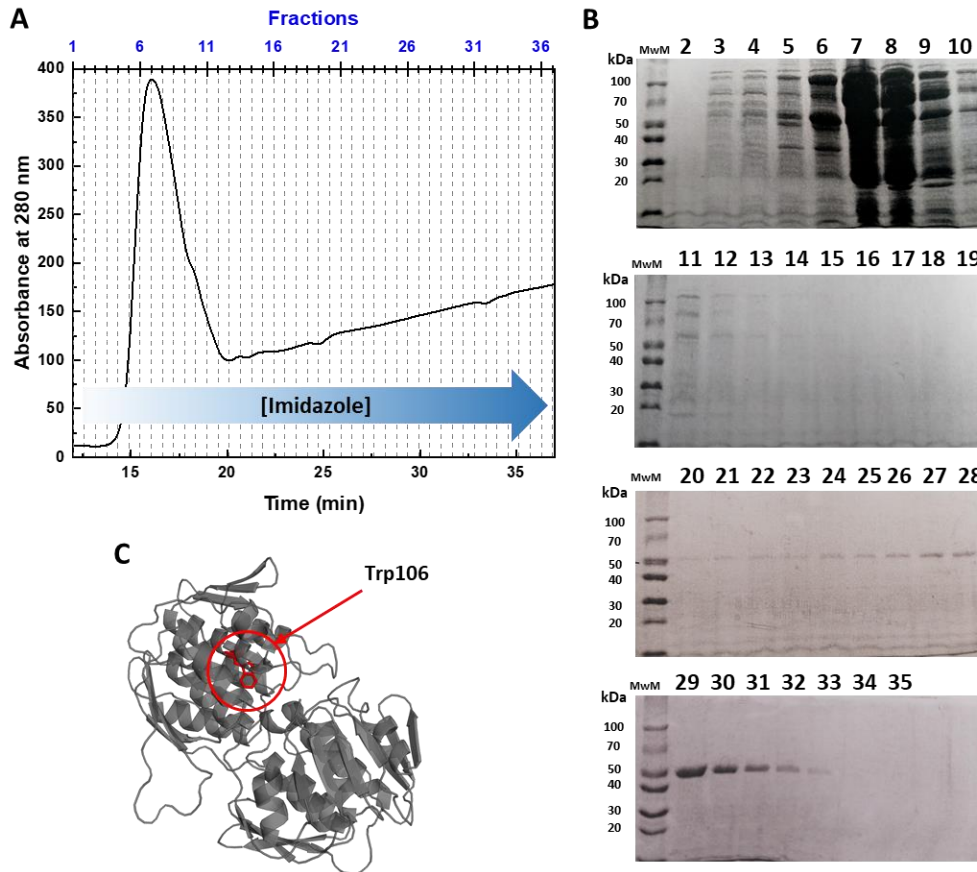 A
Fractions
1 6 11 16 21 26 31 36
400
350
300
250
200
150
100
50
0
Absorbance at 280 nm
[Imidazole]
15 20 25 30 35
Time (min)
B
MwM 2 3 4 5 6 7 8 9 10
kDa
100
70
50
40
30
20
MwM 11 12 13 14 15 16 17 18 19
kDa
100
70
50
40
30
20
MwM 20 21 22 23 24 25 26 27 28
kDa
100
70
50
40
30
20
MwM 29 30 31 32 33 34 35
kDa
100
70
50
40
30
20
C
Trp106